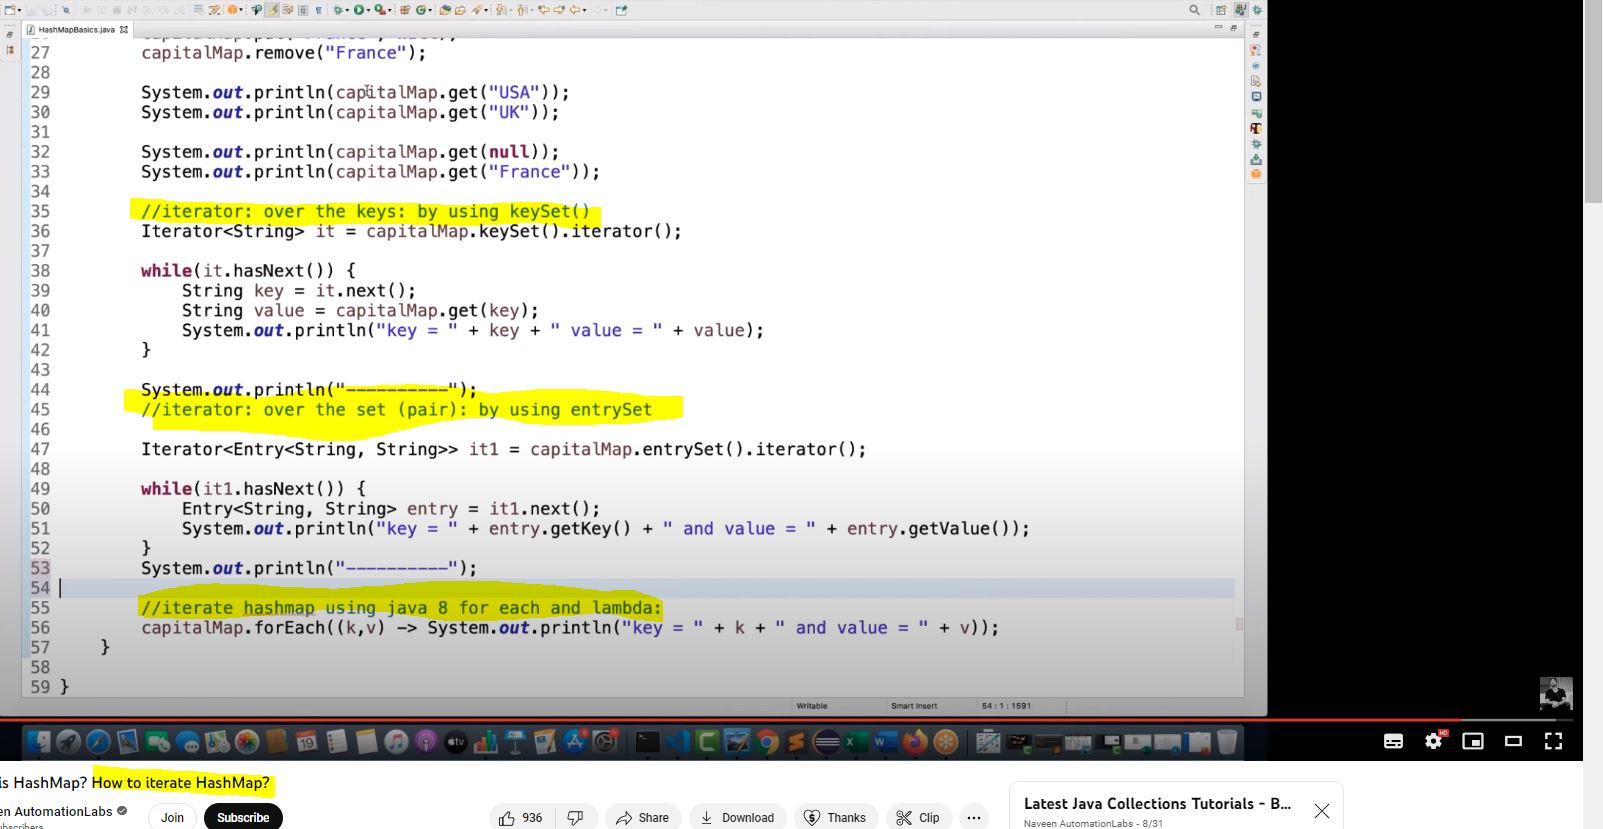 HashMapBasics.java
27 capitalMap.remove("France");
28
29 System.out.println(capitalMap.get("USA"));
30 System.out.println(capitalMap.get("UK"));
31
32 System.out.println(capitalMap.get(null));
33 System.out.println(capitalMap.get("France"));
34
35 //iterator: over the keys: by using keySet()
36 Iterator<String> it = capitalMap.keySet().iterator();
37
38 while(it.hasNext()) {
39 String key = it.next();
40 String value = capitalMap.get(key);
41 System.out.println("key = " + key + " value = " + value);
42 }
43
44 System.out.println("----------");
45 //iterator: over the set (pair): by using entrySet
46
47 Iterator<Entry<String, String>> it1 = capitalMap.entrySet().iterator();
48
49 while(it1.hasNext()) {
50 Entry<String, String> entry = it1.next();
51 System.out.println("key = " + entry.getKey() + " and value = " + entry.getValue());
52 }
53 System.out.println("----------");
54
55 //iterate hashmap using java 8 for each and lambda:
56 capitalMap.forEach((k,v) -> System.out.println("key = " + k + " and value = " + v));
57 }
58
59 }
Writable Smart Insert 54 : 1 : 1591
19
tv
HD
is HashMap? How to iterate HashMap?
en AutomationLabs
Join Subscribe 936 Share Download Thanks Clip
Latest Java Collections Tutorials - B...
Naveen AutomationLabs - 8/31